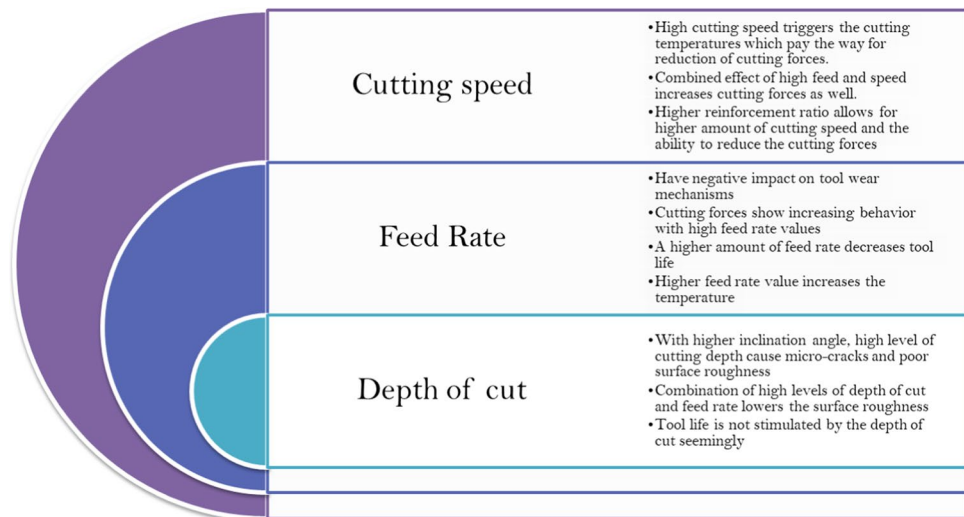 Cutting speed
•High cutting speed triggers the cutting
temperatures which pay the way for
reduction of cutting forces.
•Combined effect of high feed and speed
increases cutting forces as well.
•Higher reinforcement ratio allows for
higher amount of cutting speed and the
ability to reduce the cutting forces
Feed Rate
•Have negative impact on tool wear
mechanisms
•Cutting forces show increasing behavior
with high feed rate values
•A higher amount of feed rate decreases tool
life
•Higher feed rate value increases the
temperature
Depth of cut
•With higher inclination angle, high level of
cutting depth cause micro-cracks and poor
surface roughness
•Combination of high levels of depth of cut
and feed rate lowers the surface roughness
•Tool life is not stimulated by the depth of
cut seemingly